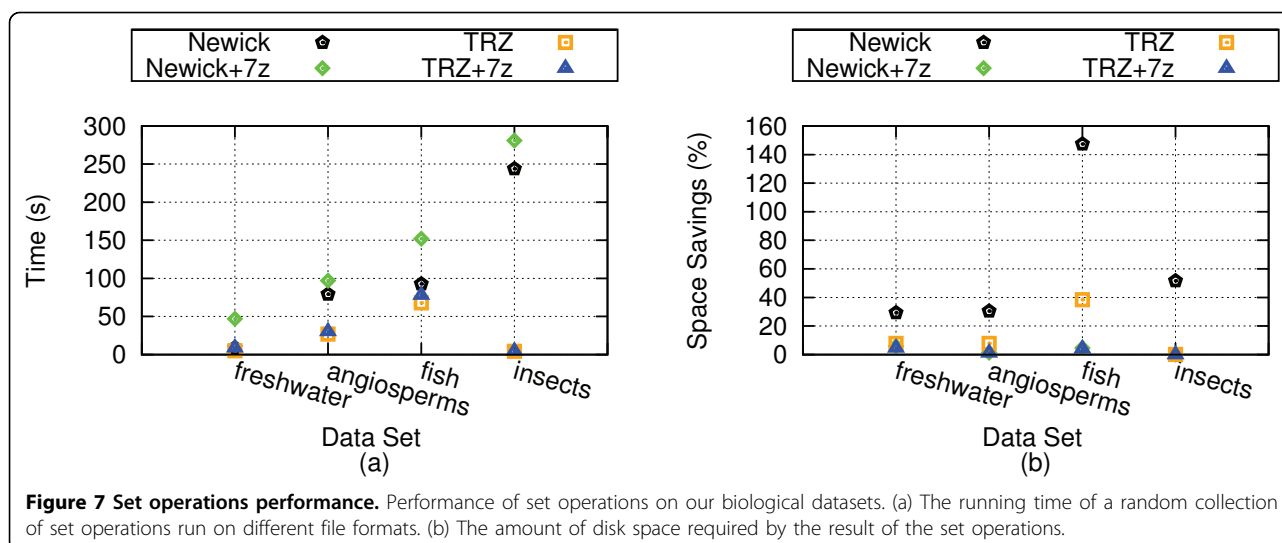 Newick TRZ
Newick+7z TRZ+7z
300
250
200
150
100
50
0
Time (s)
freshwater
angiosperms
fish
insects
Data Set
(a)
Newick TRZ
Newick+7z TRZ+7z
160
140
120
100
80
60
40
20
0
Space Savings (%)
freshwater
angiosperms
fish
insects
Data Set
(b)
Figure 7 Set operations performance. Performance of set operations on our biological datasets. (a) The running time of a random collection
of set operations run on different file formats. (b) The amount of disk space required by the result of the set operations.